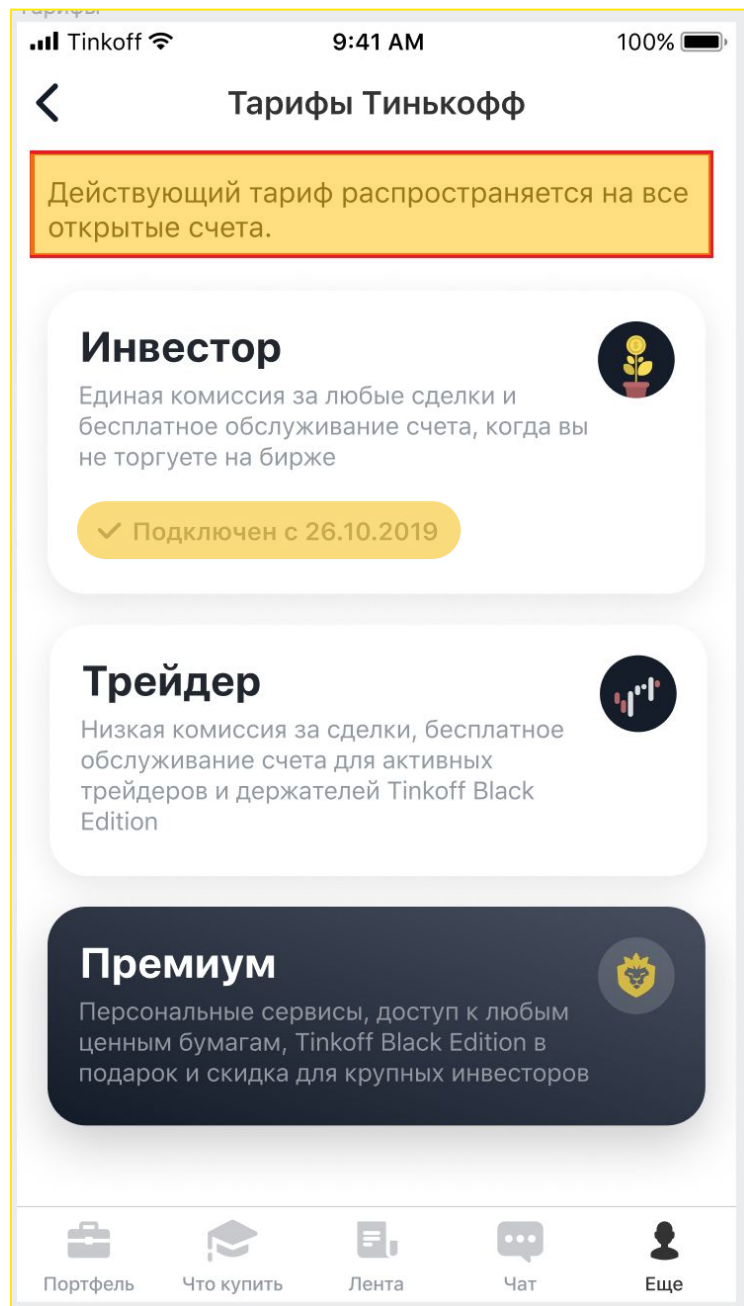 Тарифы
Tinkoff 9:41 AM 100%
Тарифы Тинькофф
Действующий тариф распространяется на все
открытые счета.
Инвестор
Единая комиссия за любые сделки и
бесплатное обслуживание счета, когда вы
не торгуете на бирже
Подключен с 26.10.2019
Трейдер
Низкая комиссия за сделки, бесплатное
обслуживание счета для активных
трейдеров и держателей Tinkoff Black
Edition
Премиум
Персональные сервисы, доступ к любым
ценным бумагам, Tinkoff Black Edition в
подарок и скидка для крупных инвесторов
Портфель Что купить Лента Чат Еще